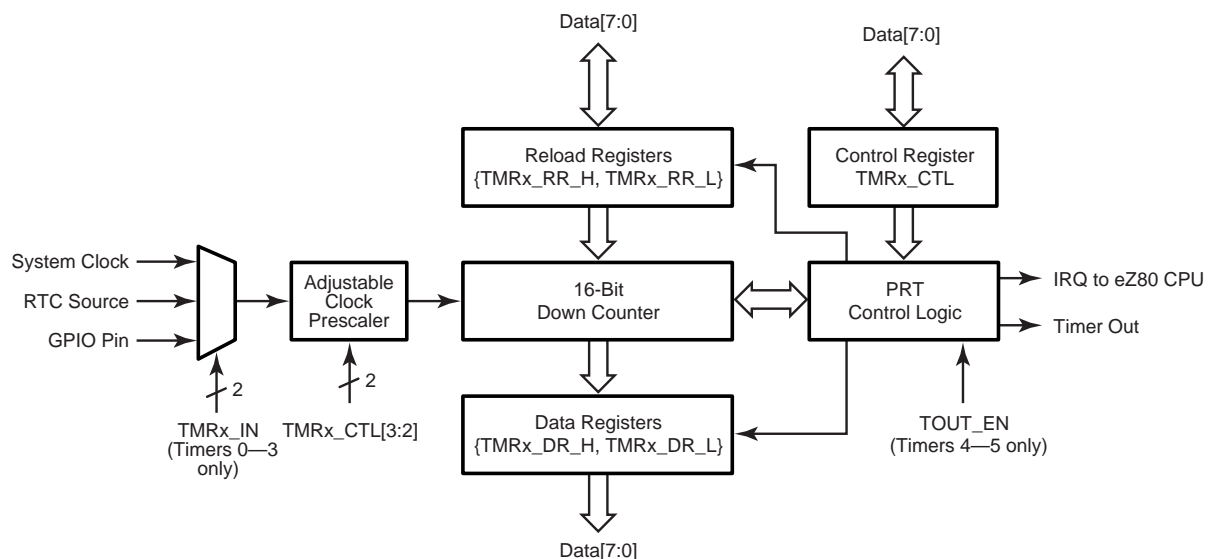 Data[7:0]
Data[7:0]
Reload Registers
{TMRx_RR_H, TMRx_RR_L}
Control Register
TMRx_CTL
System Clock
RTC Source
GPIO Pin
Adjustable
Clock
Prescaler
16-Bit
Down Counter
PRT
Control Logic
IRQ to eZ80 CPU
Timer Out
2
2
TMRx_IN
(Timers 0—3
only)
TMRx_CTL[3:2]
Data Registers
{TMRx_DR_H, TMRx_DR_L}
TOUT_EN
(Timers 4—5 only)
Data[7:0]